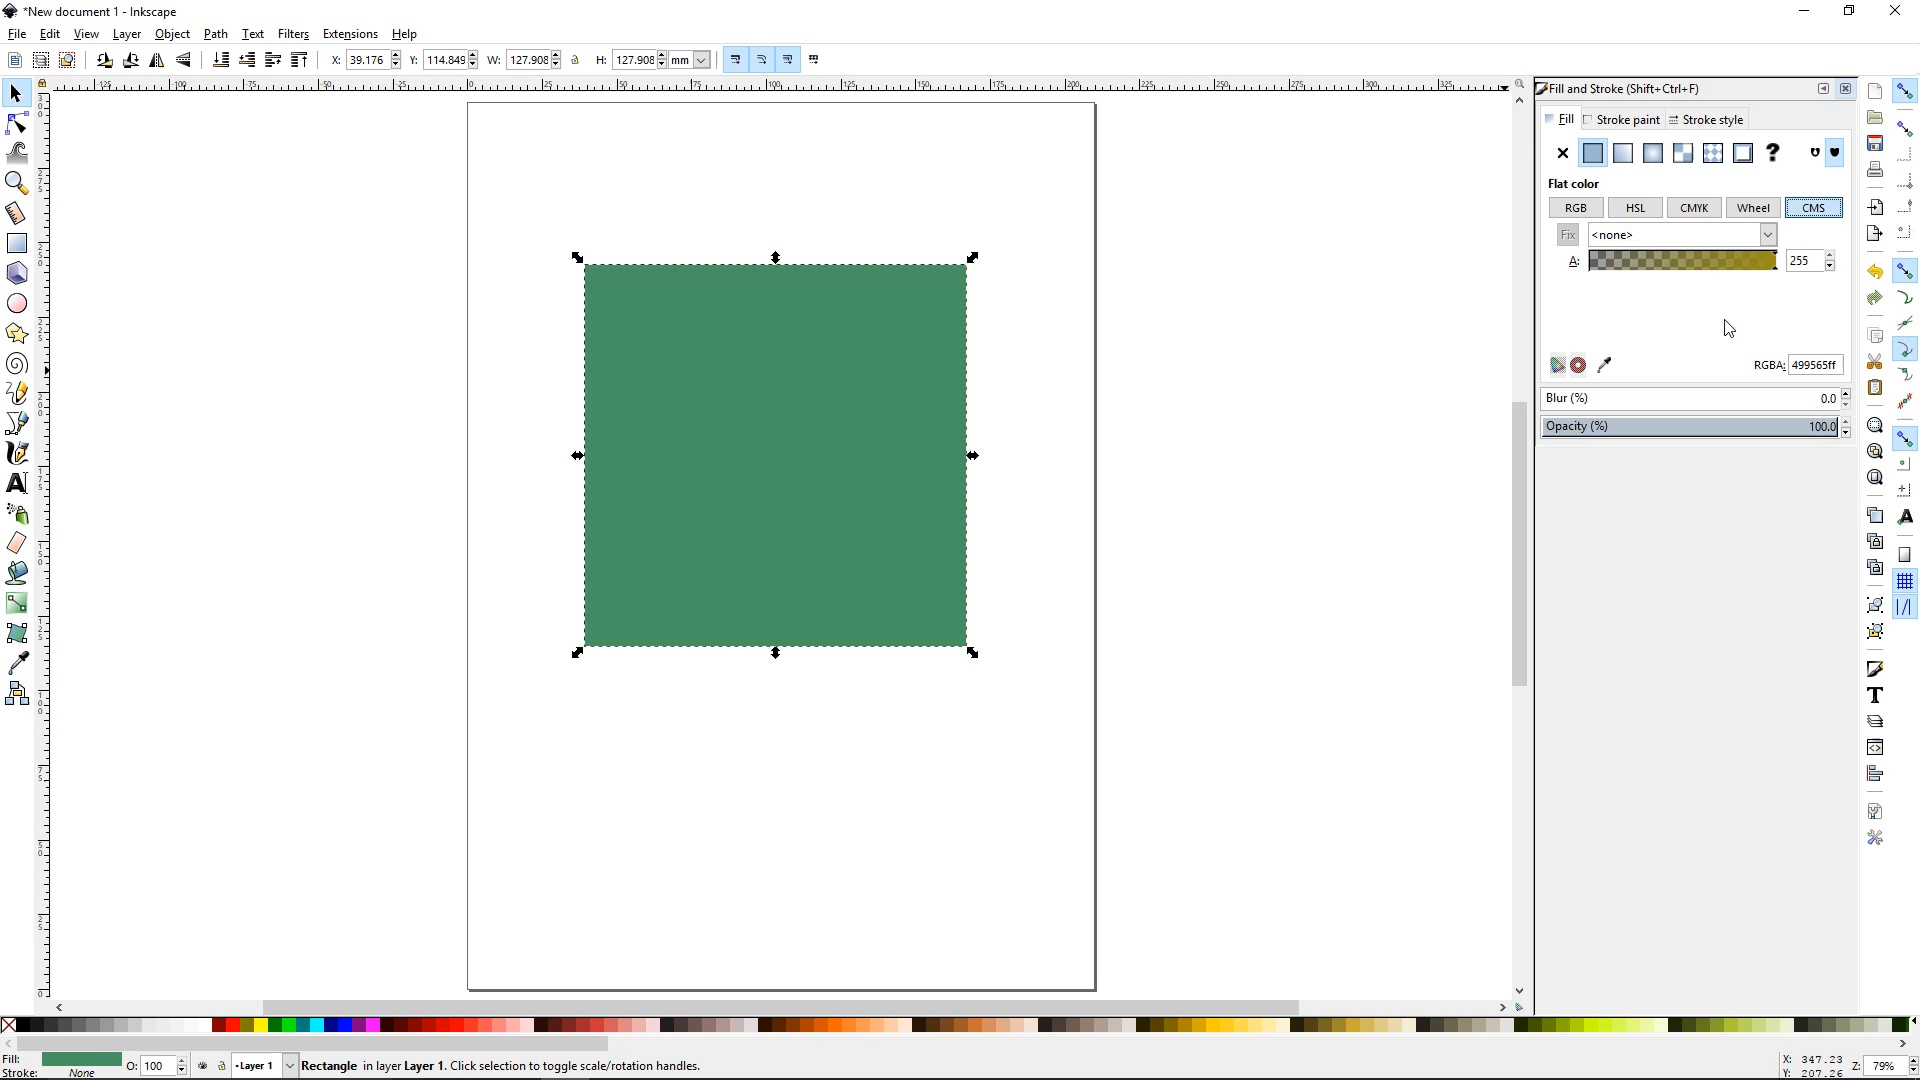 *New document 1 - Inkscape
File Edit View Layer Object Path Text Filters Extensions Help
X: 39.176 Y: 114.849 W: 127.908 H: 127.908 mm
Fill and Stroke (Shift+Ctrl+F)
Fill Stroke paint Stroke style
?
Flat color
RGB HSL CMYK Wheel CMS
Fix <none>
A: 255
RGBA: 499565ff
Blur (%) 0.0
Opacity (%) 100.0
Fill:
Stroke: None
O: 100
•Layer 1
Rectangle in layer Layer 1. Click selection to toggle scale/rotation handles.
X: 347.23
Y: 207.26
Z: 79%